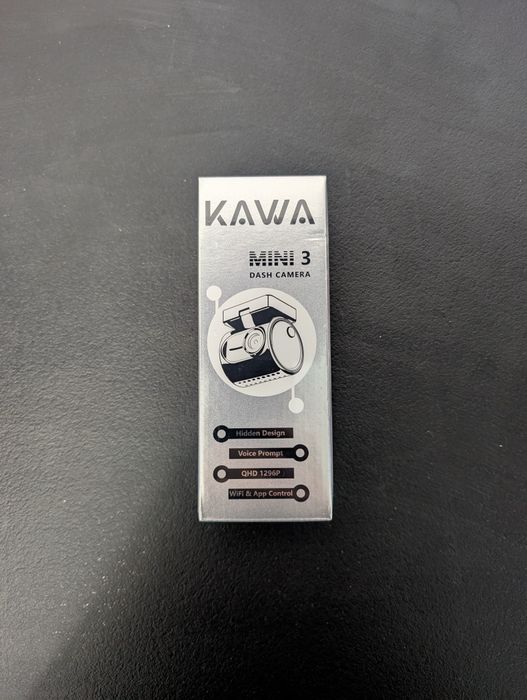 KAWA
MINI 3
DASH CAMERA
Hidden Design
Voice Prompt
QHD 1296P
WiFi & App Control